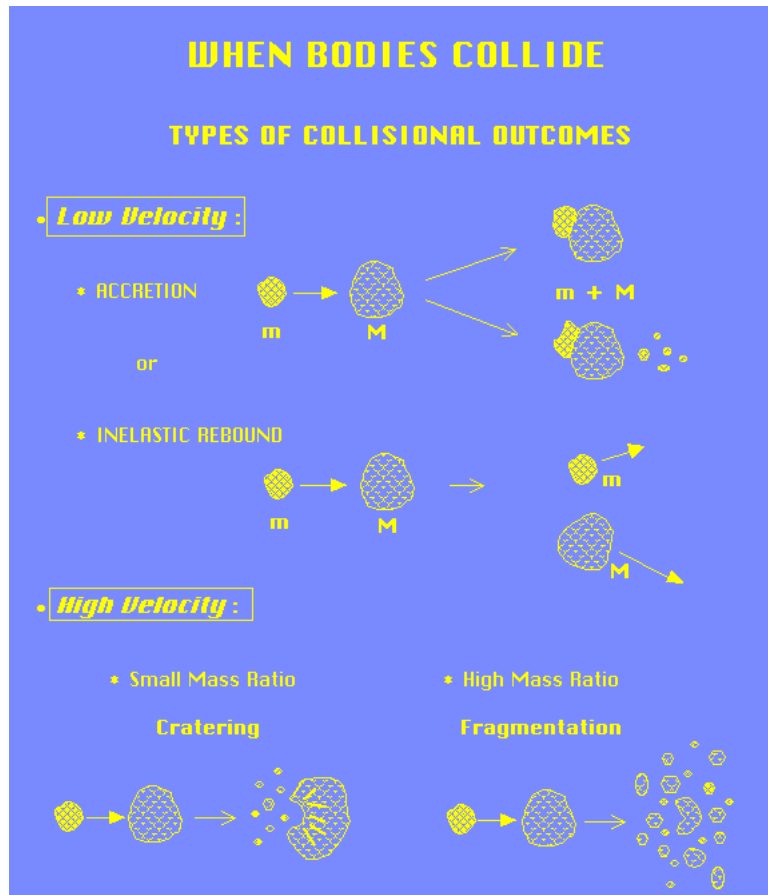 WHEN BODIES COLLIDE
TYPES OF COLLISIONAL OUTCOMES
• Low Velocity :
* ACCRETION
m
M
m + M
or
* INELASTIC REBOUND
m
M
m
M
• High Velocity :
* Small Mass Ratio
* High Mass Ratio
Cratering
Fragmentation